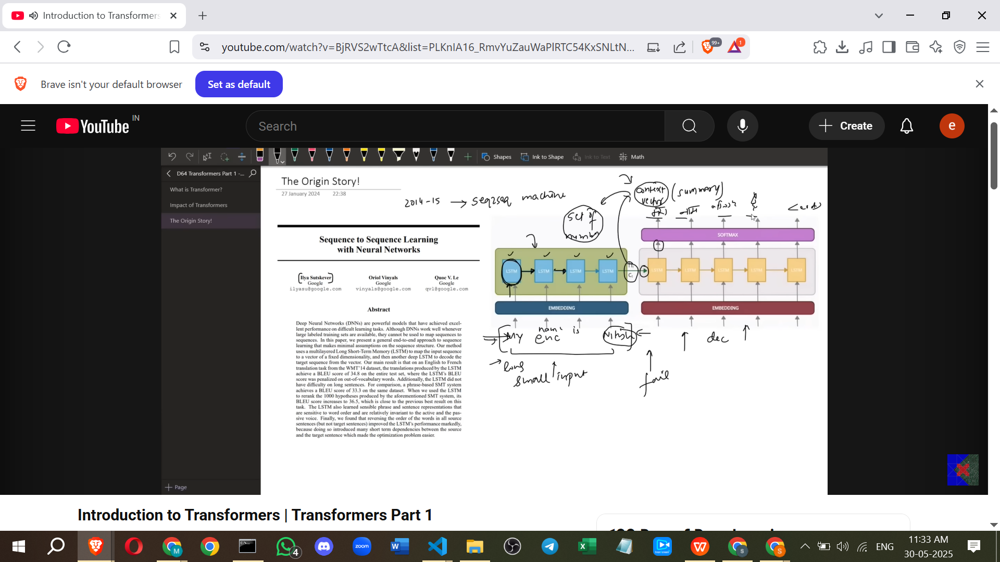 Introduction to Transformers
youtube.com/watch?v=BjRVS2wTtcA&list=PLKnIA16_RmvYuZauWaPlRTC54KxSNLtN...
99+
1
Brave isn't your default browser
Set as default
YouTube
IN
Search
Create
e
Shapes
Ink to Shape
Ink to Text
Math
D64 Transformers Part 1 -...
What is Transformer?
Impact of Transformers
The Origin Story!
Page
The Origin Story!
27 January 2024 22:38
2014-15 → seq2seq machine
context
vector
(summary)
set of
number
Sequence to Sequence Learning
with Neural Networks
Ilya Sutskever
Google
ilyasu@google.com
Oriol Vinyals
Google
vinyals@google.com
Quoc V. Le
Google
qvl@google.com
Abstract
Deep Neural Networks (DNNs) are powerful models that have achieved excel-
lent performance on difficult learning tasks. Although DNNs work well whenever
large labeled training sets are available, they cannot be used to map sequences to
sequences. In this paper, we present a general end-to-end approach to sequence
learning that makes minimal assumptions on the sequence structure. Our method
uses a multilayered Long Short-Term Memory (LSTM) to map the input sequence
to a vector of a fixed dimensionality, and then another deep LSTM to decode the
target sequence from the vector. Our main result is that on an English to French
translation task from the WMT'14 dataset, the translations produced by the LSTM
achieve a BLEU score of 34.8 on the entire test set, where the LSTM's BLEU
score was penalized on out-of-vocabulary words. Additionally, the LSTM did not
have difficulty on long sentences. For comparison, a phrase-based SMT system
achieves a BLEU score of 33.3 on the same dataset. When we used the LSTM
to rerank the 1000 hypotheses produced by the aforementioned SMT system, its
BLEU score increases to 36.5, which is close to the previous best result on this
task. The LSTM also learned sensible phrase and sentence representations that
are sensitive to word order and are relatively invariant to the active and the pas-
sive voice. Finally, we found that reversing the order of the words in all source
sentences (but not target sentences) improved the LSTM's performance markedly,
because doing so introduced many short term dependencies between the source
and the target sentence which made the optimization problem easier.
SOFTMAX
LSTM LSTM LSTM LSTM
LSTM LSTM LSTM LSTM LSTM
EMBEDDING
EMBEDDING
My name is Nitish
enc
dec
long
small input
fail
Introduction to Transformers | Transformers Part 1
4
zoom
ENG
11:33 AM
30-05-2025